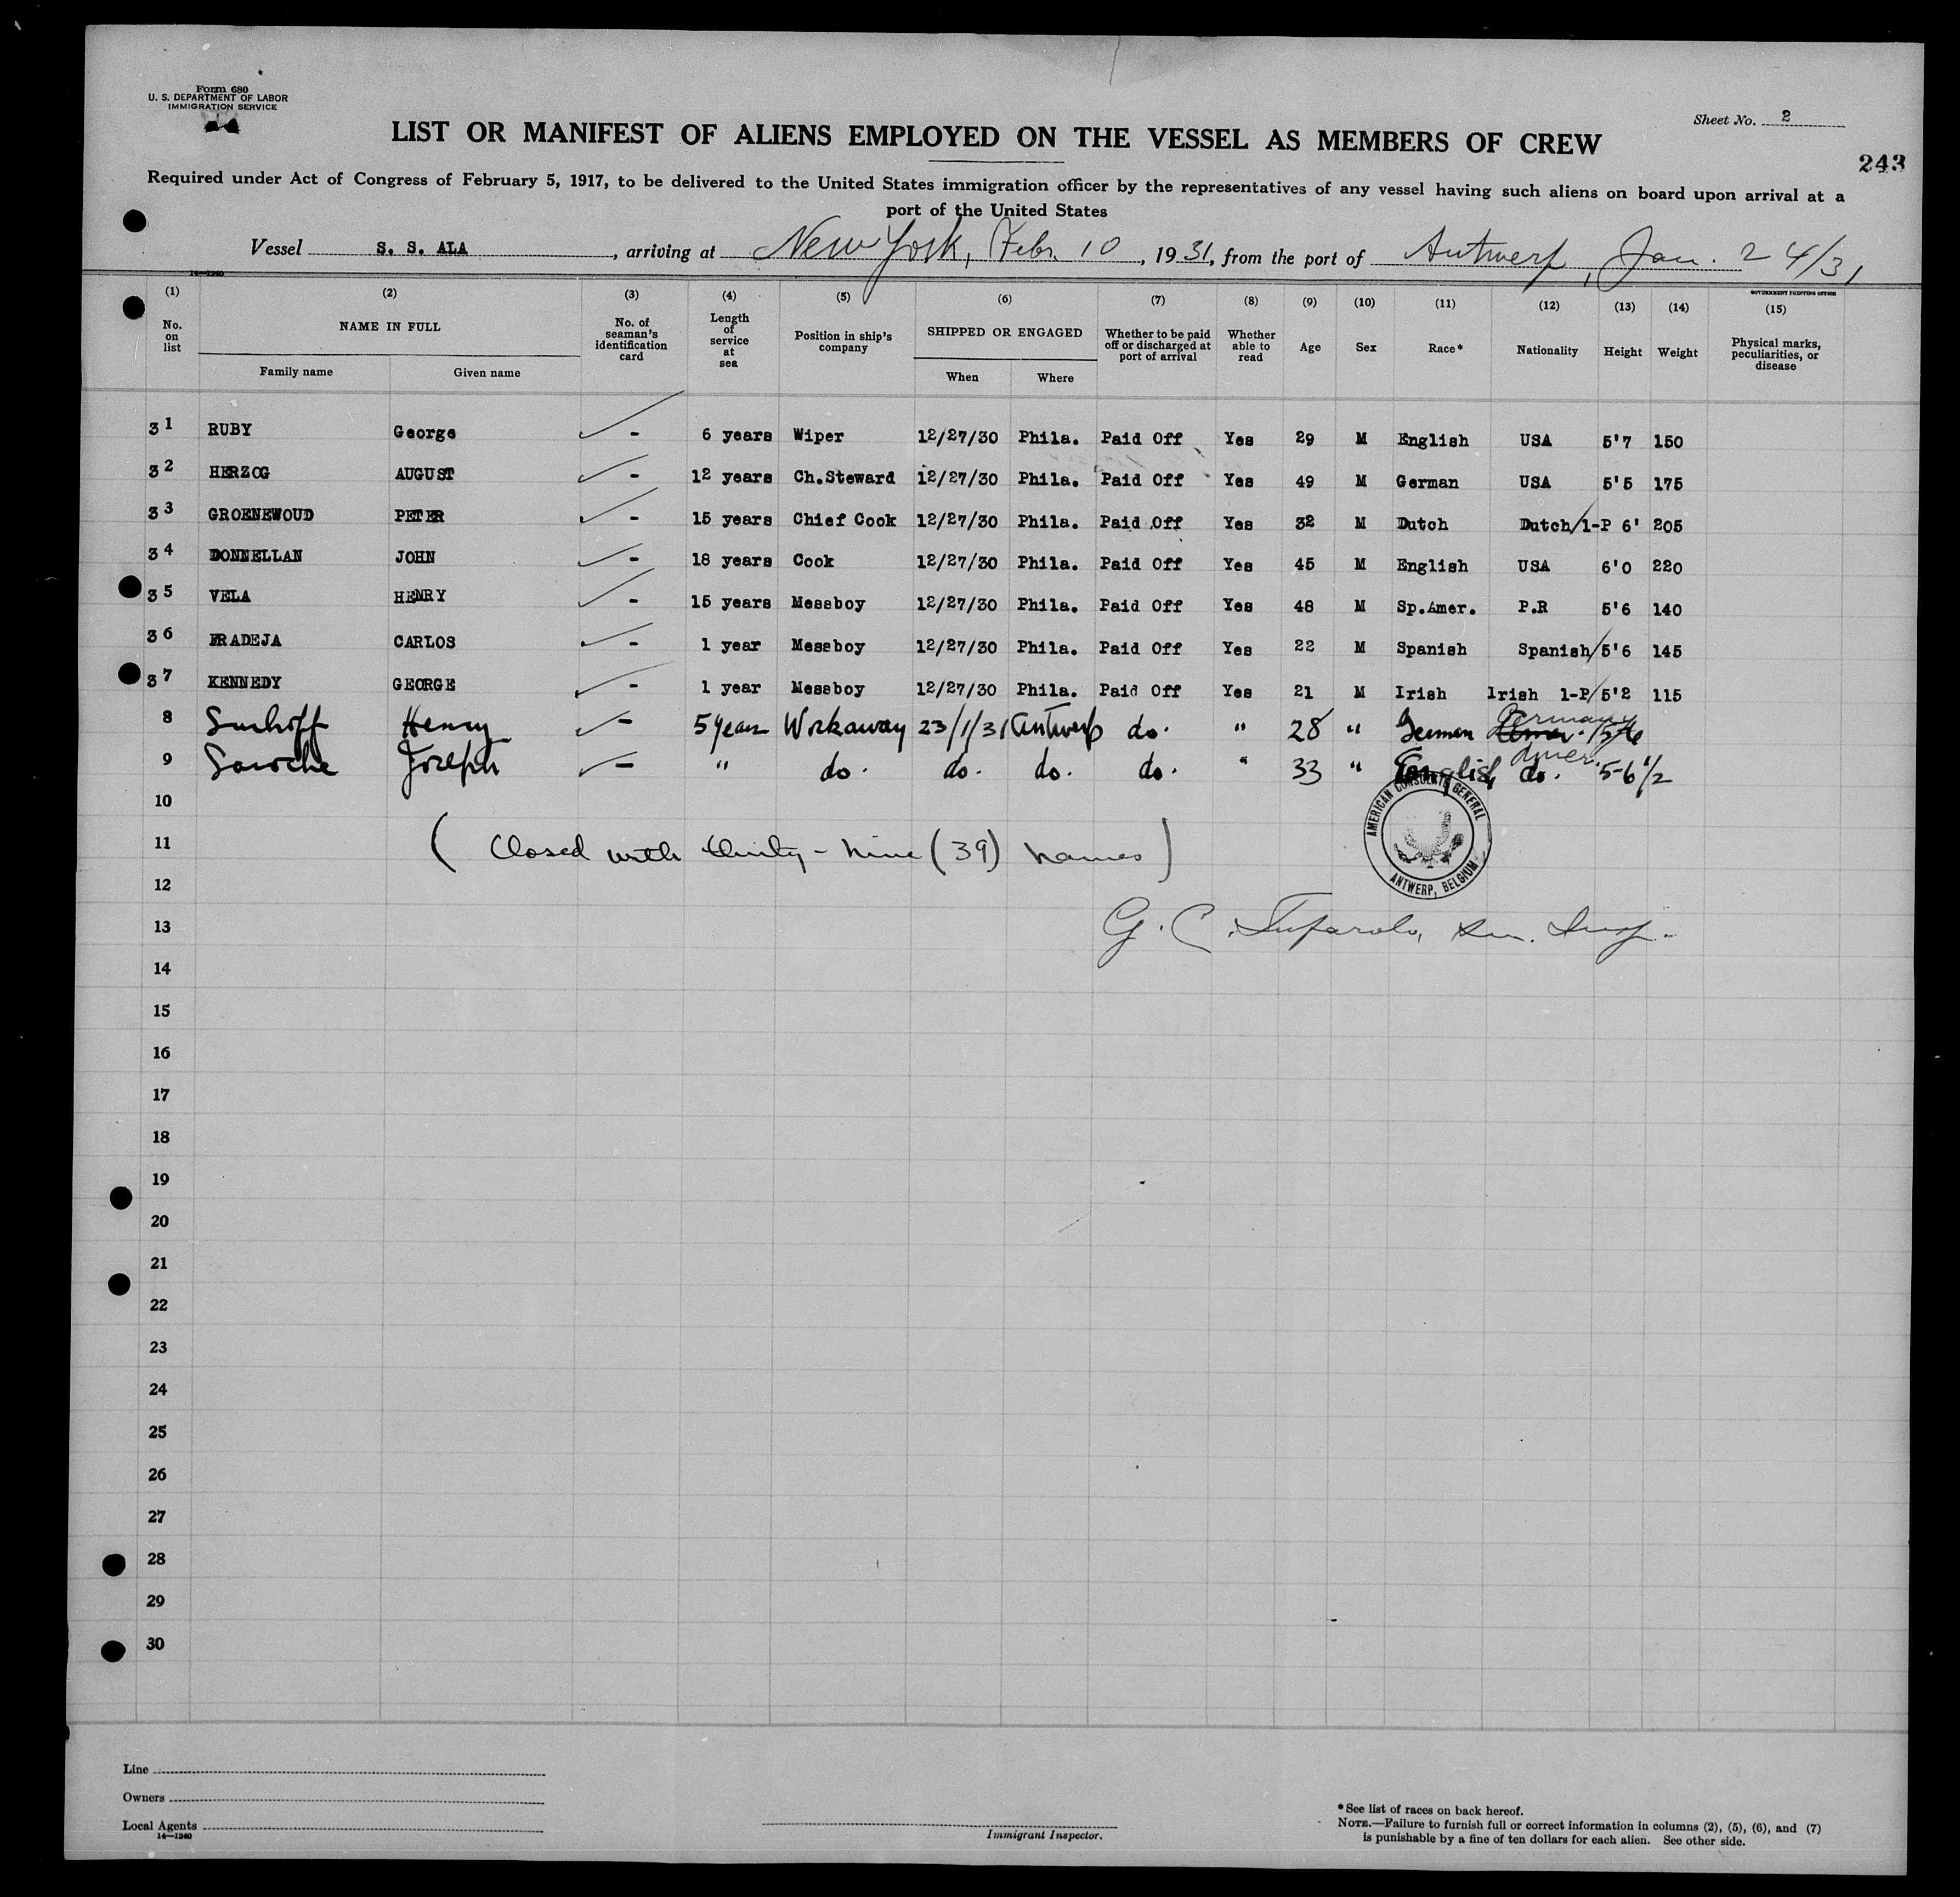 Form 680
U. S. DEPARTMENT OF LABOR
IMMIGRATION SERVICE
Sheet No. 2
LIST OR MANIFEST OF ALIENS EMPLOYED ON THE VESSEL AS MEMBERS OF CREW
243
Required under Act of Congress of February 5, 1917, to be delivered to the United States immigration officer by the representatives of any vessel having such aliens on board upon arrival at a
port of the United States
Vessel S. S. ALA, arriving at New York, Febr. 10, 1931, from the port of Antwerp, Jan. 24/31
14—1240
GOVERNMENT PRINTING OFFICE
(1) (2) (3) (4) (5) (6) (7) (8) (9) (10) (11) (12) (13) (14) (15)
No. on list NAME IN FULL No. of seaman's identification card Length of service at sea Position in ship's company SHIPPED OR ENGAGED Whether to be paid off or discharged at port of arrival Whether able to read Age Sex Race* Nationality Height Weight Physical marks, peculiarities, or disease
Family name Given name When Where
31 RUBY George - 6 years Wiper 12/27/30 Phila. Paid Off Yes 29 M English USA 5'7 150
32 HERZOG AUGUST - 12 years Ch.Steward 12/27/30 Phila. Paid Off Yes 49 M German USA 5'5 175
33 GROENEWOUD PETER - 15 years Chief Cook 12/27/30 Phila. Paid Off Yes 32 M Dutch Dutch/1-P 6' 205
34 DONNELLAN JOHN - 18 years Cook 12/27/30 Phila. Paid Off Yes 45 M English USA 6'0 220
35 VELA HENRY - 15 years Messboy 12/27/30 Phila. Paid Off Yes 48 M Sp.Amer. P.R 5'6 140
36 FRADEJA CARLOS - 1 year Messboy 12/27/30 Phila. Paid Off Yes 22 M Spanish Spanish/5'6 145
37 KENNEDY GEORGE - 1 year Messboy 12/27/30 Phila. Paid Off Yes 21 M Irish Irish 1-P/5'2 115
8 Henry - 5 years Workaway 23/1/31 Antwerp do. " 28 " German Germany
9 Joseph - " do. do. do. do. " 33 " English Amer. do. 5-6 1/2
10
AMERICAN CONSULATE GENERAL
ANTWERP, BELGIUM
11 ( Closed with thirty-nine (39) names )
12
13 G. C.
14
15
16
17
18
19
20
21
22
23
24
25
26
27
28
29
30
Line
Owners
Local Agents
14—1240
Immigrant Inspector.
*See list of races on back hereof.
NOTE.—Failure to furnish full or correct information in columns (2), (5), (6), and (7)
is punishable by a fine of ten dollars for each alien. See other side.